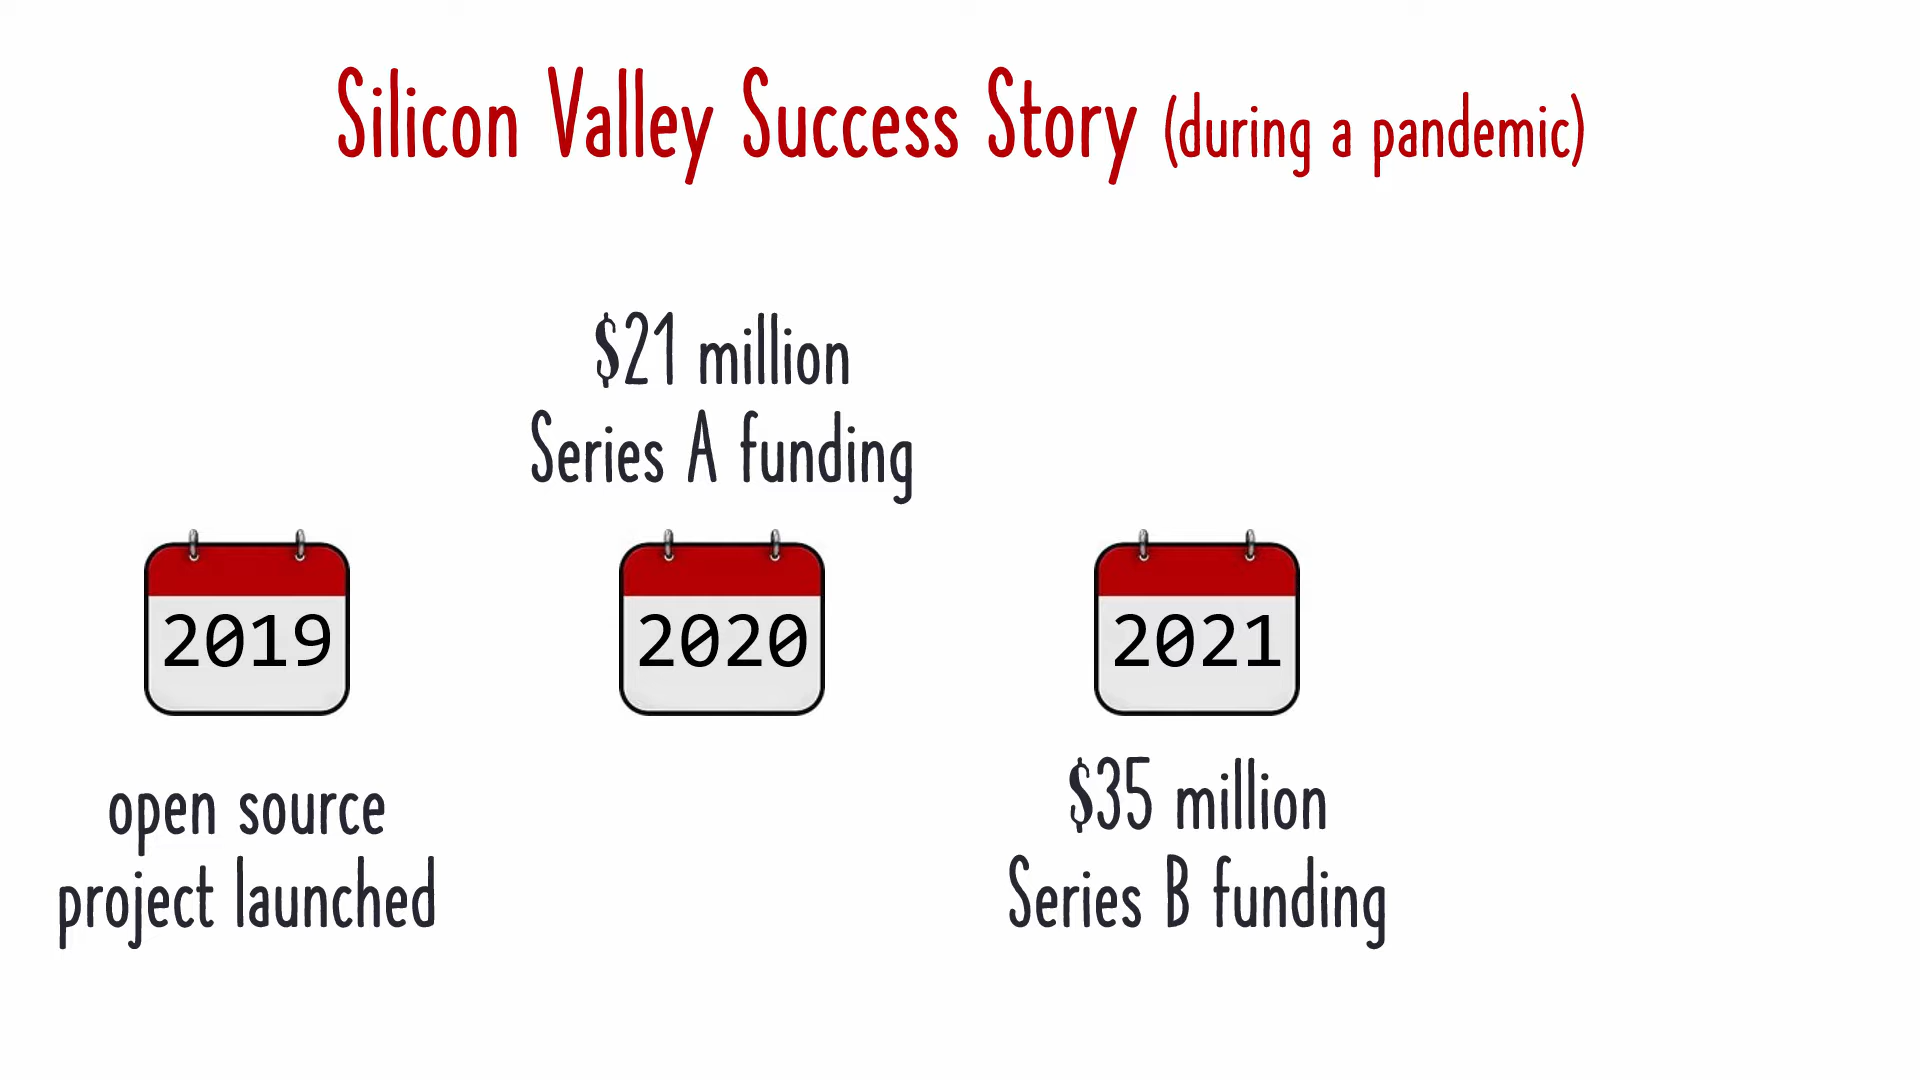 Silicon Valley Success Story (during a pandemic)
$21 million
Series A funding
2019
2020
2021
open source
project launched
$35 million
Series B funding